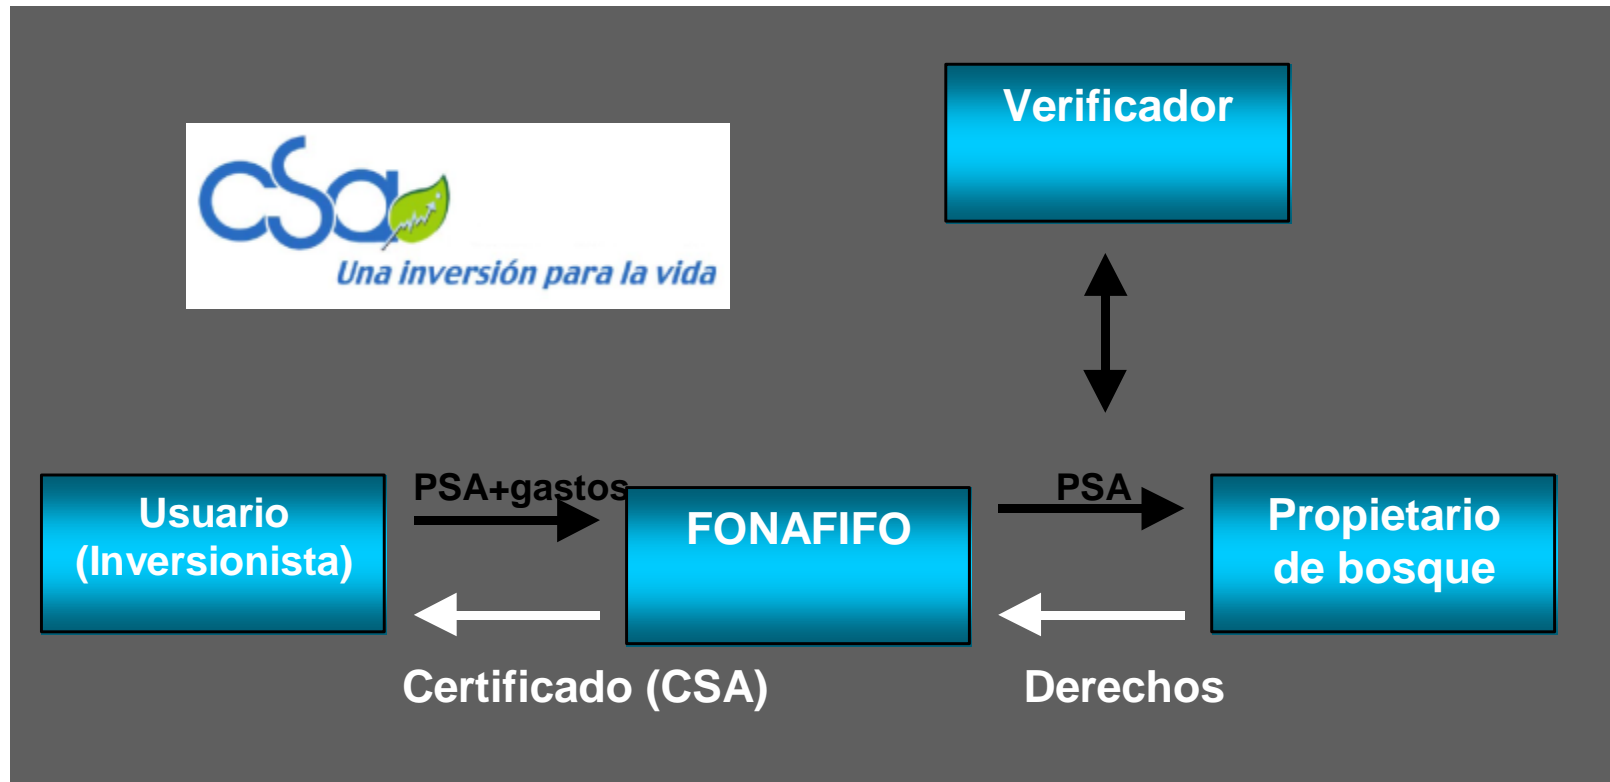 Verificador
csa
Una inversión para la vida
PSA+gastos
PSA
Usuario
(Inversionista)
FONAFIFO
Propietario
de bosque
Certificado (CSA)
Derechos